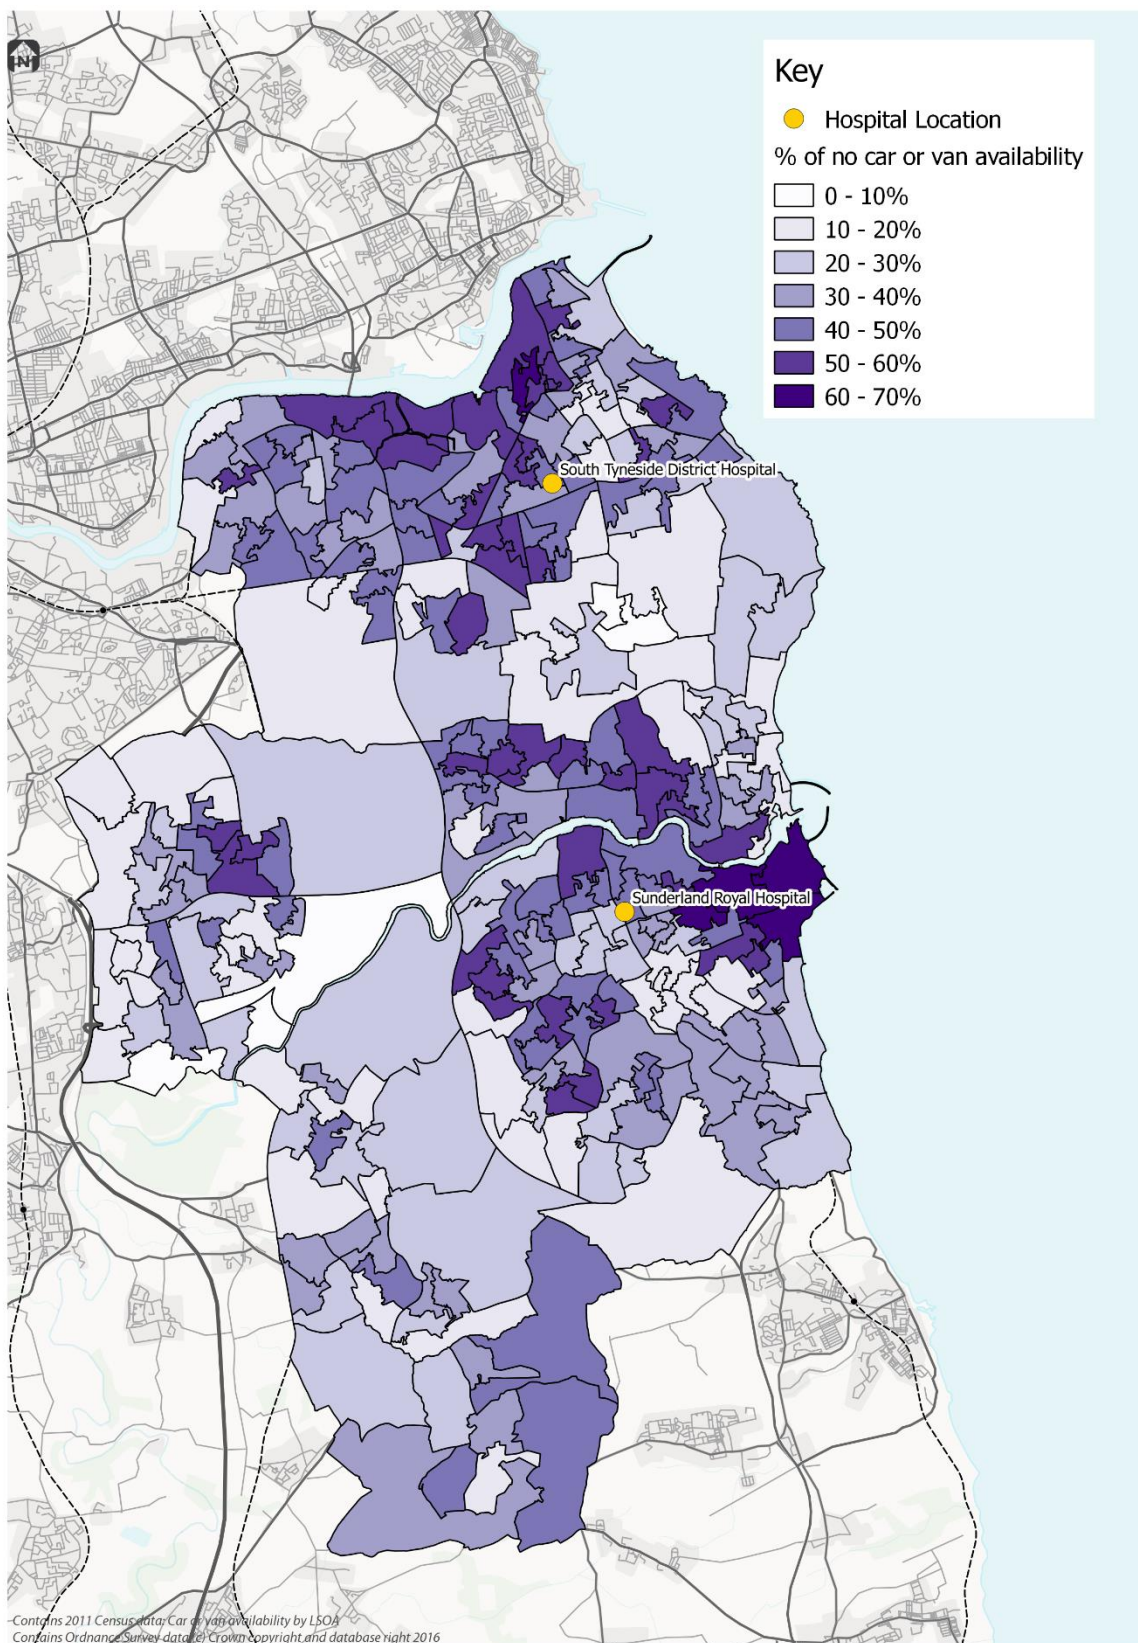 N
Key
Hospital Location
% of no car or van availability
0 - 10%
10 - 20%
20 - 30%
30 - 40%
40 - 50%
50 - 60%
60 - 70%
South Tyneside District Hospital
Sunderland Royal Hospital
Contains 2011 Census data: Car or van availability by LSOA
Contains Ordnance Survey data (c) Crown copyright and database right 2016